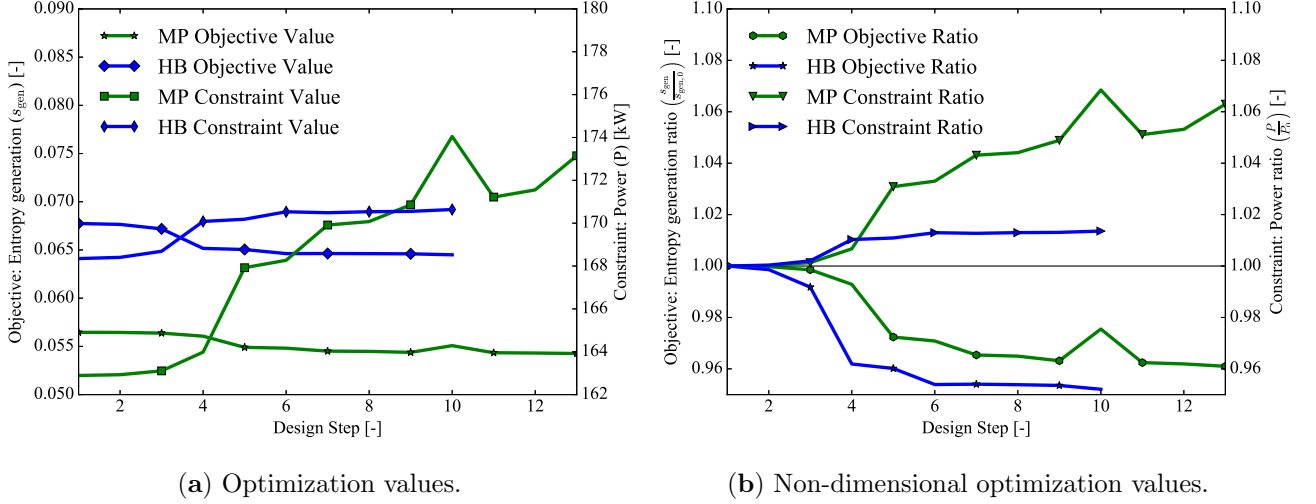 0.090
0.085
0.080
0.075
0.070
0.065
0.060
0.055
0.050
Objective: Entropy generation (s_gen) [-]
MP Objective Value
HB Objective Value
MP Constraint Value
HB Constraint Value
180
178
176
174
172
170
168
166
164
162
Constraint: Power (P) [kW]
2 4 6 8 10 12
Design Step [-]
(a) Optimization values.
1.10
1.08
1.06
1.04
1.02
1.00
0.98
0.96
Objective: Entropy generation ratio (s_gen/s_gen,0) [-]
MP Objective Ratio
HB Objective Ratio
MP Constraint Ratio
HB Constraint Ratio
1.10
1.08
1.06
1.04
1.02
1.00
0.98
0.96
Constraint: Power ratio (P/P_0) [-]
2 4 6 8 10 12
Design Step [-]
(b) Non-dimensional optimization values.